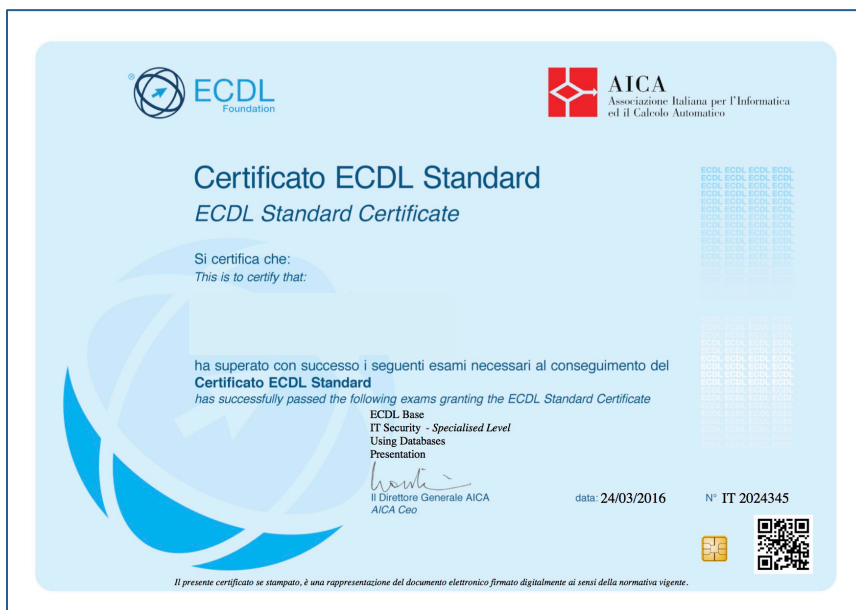 ® ECDL
Foundation
AICA
Associazione Italiana per l'Informatica
ed il Calcolo Automatico
Certificato ECDL Standard
ECDL Standard Certificate
Si certifica che:
This is to certify that:
ha superato con successo i seguenti esami necessari al conseguimento del
Certificato ECDL Standard
has successfully passed the following exams granting the ECDL Standard Certificate
ECDL Base
IT Security - Specialised Level
Using Databases
Presentation
Il Direttore Generale AICA
AICA Ceo
data: 24/03/2016
N° IT 2024345
Il presente certificato se stampato, è una rappresentazione del documento elettronico firmato digitalmente ai sensi della normativa vigente.